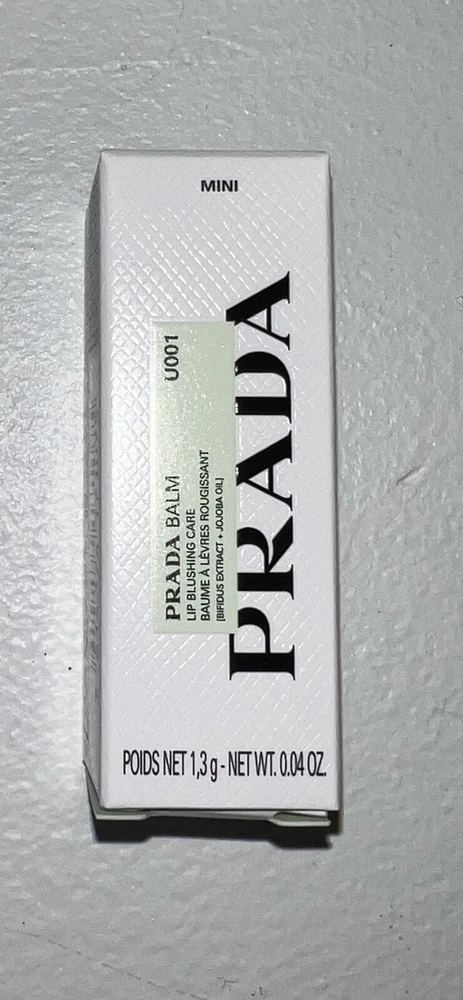 MINI
PRADA
U001
PRADA BALM
LIP BLUSHING CARE
BAUME À LÈVRES ROUGISSANT
[BIFIDUS EXTRACT + JOJOBA OIL]
POIDS NET 1,3 g - NET WT. 0.04 OZ.